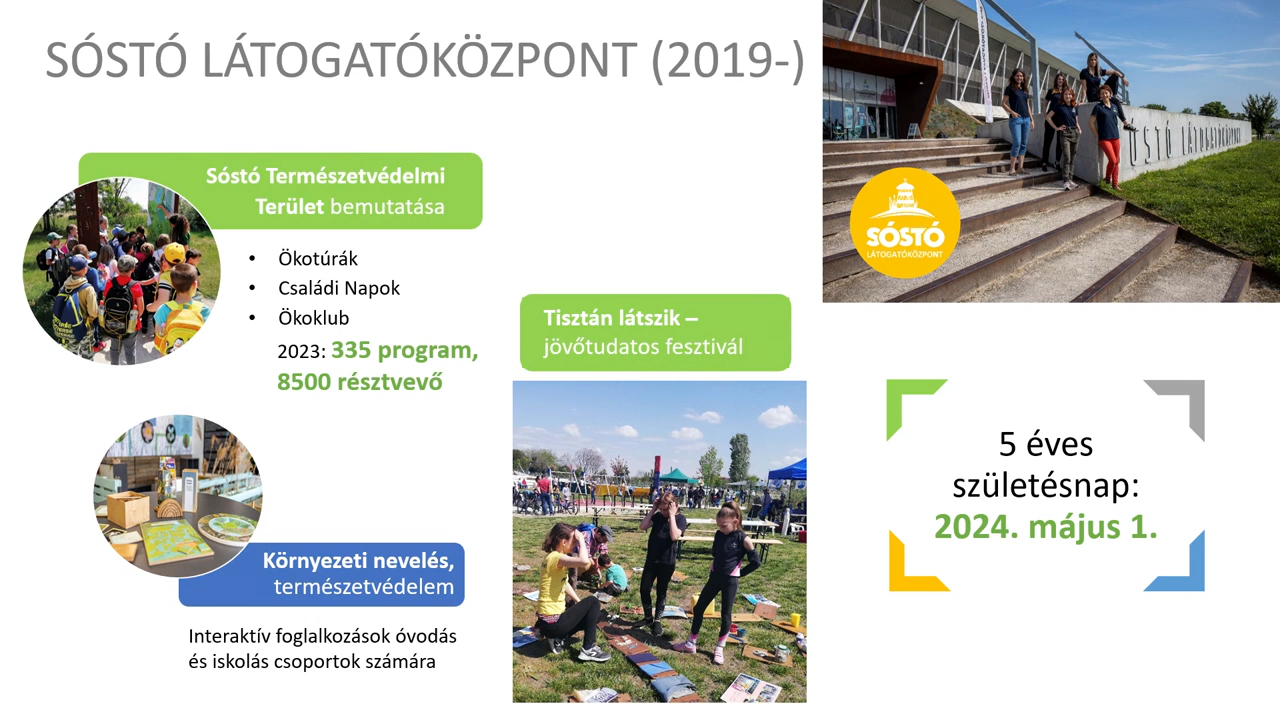 SÓSTÓ LÁTOGATÓKÖZPONT (2019-)
Sóstó Természetvédelmi
Terület bemutatása
• Ökotúrák
• Családi Napok
• Ökoklub
2023: 335 program,
8500 résztvevő
Környezeti nevelés,
természetvédelem
Interaktív foglalkozások óvodás
és iskolás csoportok számára
Tisztán látszik –
jövőtudatos fesztivál
SÓSTÓ
LÁTOGATÓKÖZPONT
ÓSTÓ LÁTOGATÓKÖZPONT
5 éves
születésnap:
2024. május 1.